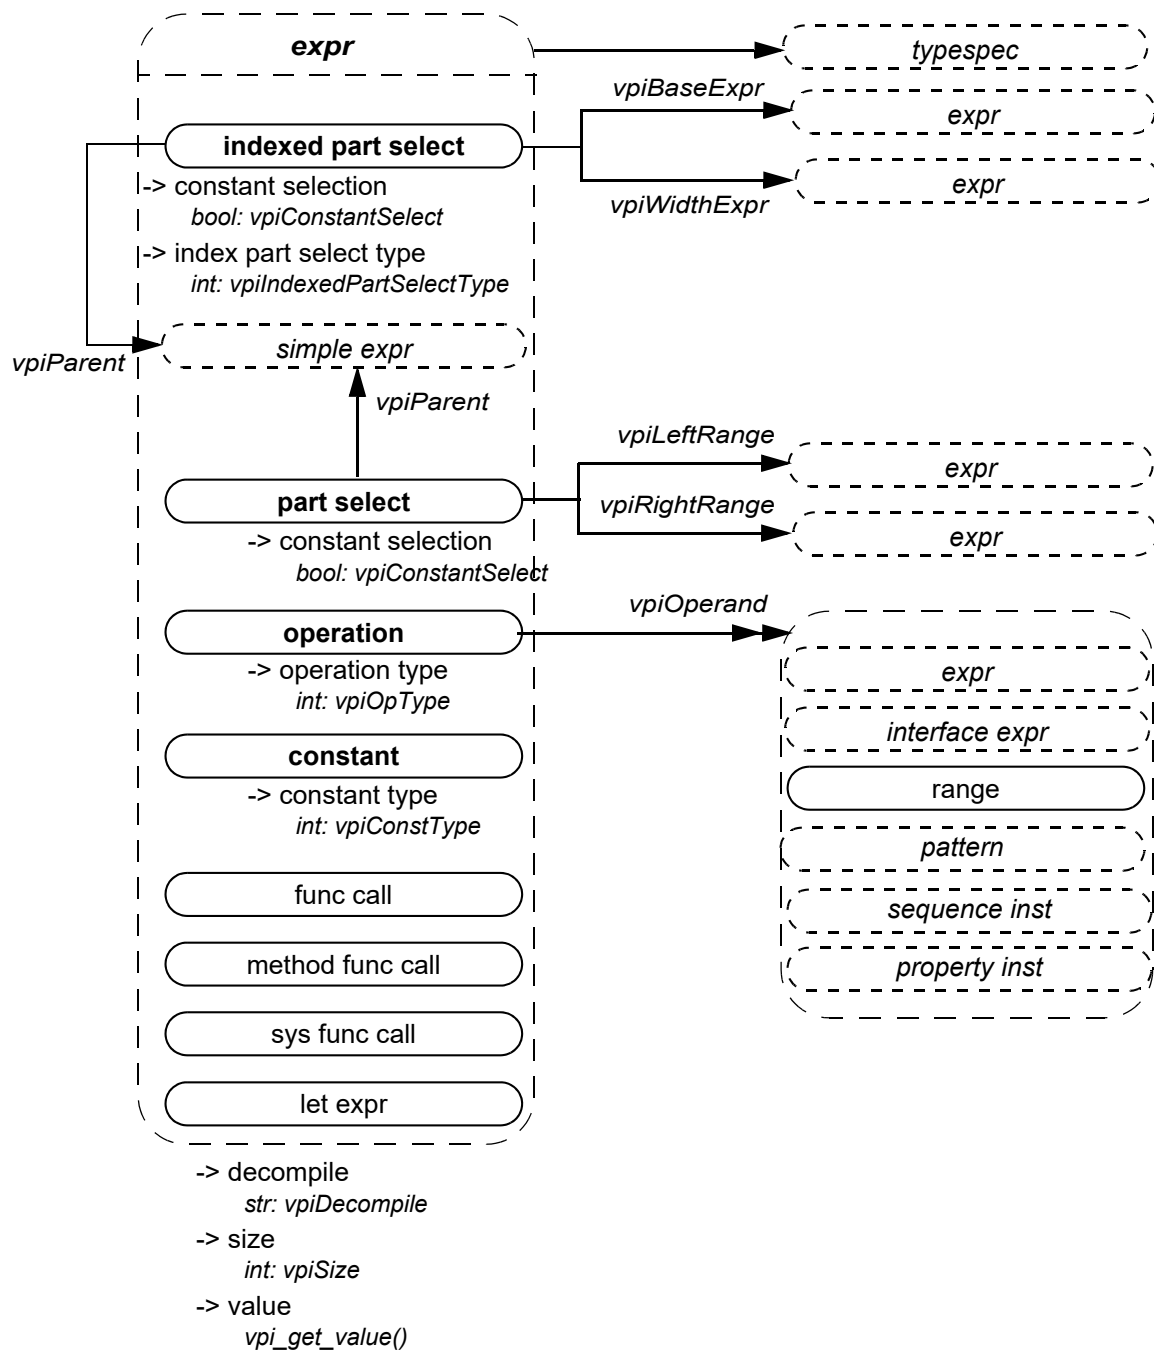 expr
typespec
vpiBaseExpr
expr
indexed part select
expr
vpiWidthExpr
-> constant selection
bool: vpiConstantSelect
-> index part select type
int: vpiIndexedPartSelectType
simple expr
vpiParent
vpiParent
vpiLeftRange
expr
part select
vpiRightRange
expr
-> constant selection
bool: vpiConstantSelect
vpiOperand
operation
-> operation type
int: vpiOpType
expr
interface expr
constant
-> constant type
int: vpiConstType
range
pattern
func call
sequence inst
method func call
property inst
sys func call
let expr
-> decompile
str: vpiDecompile
-> size
int: vpiSize
-> value
vpi_get_value()